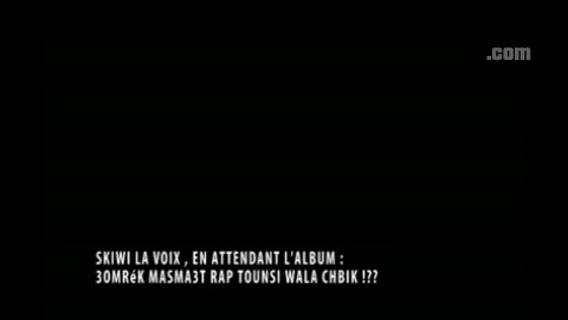 .com
SKIWI LA VOIX , EN ATTENDANT L'ALBUM :
3OMRéK MASMA3T RAP TOUNSI WALA CHBIK !??